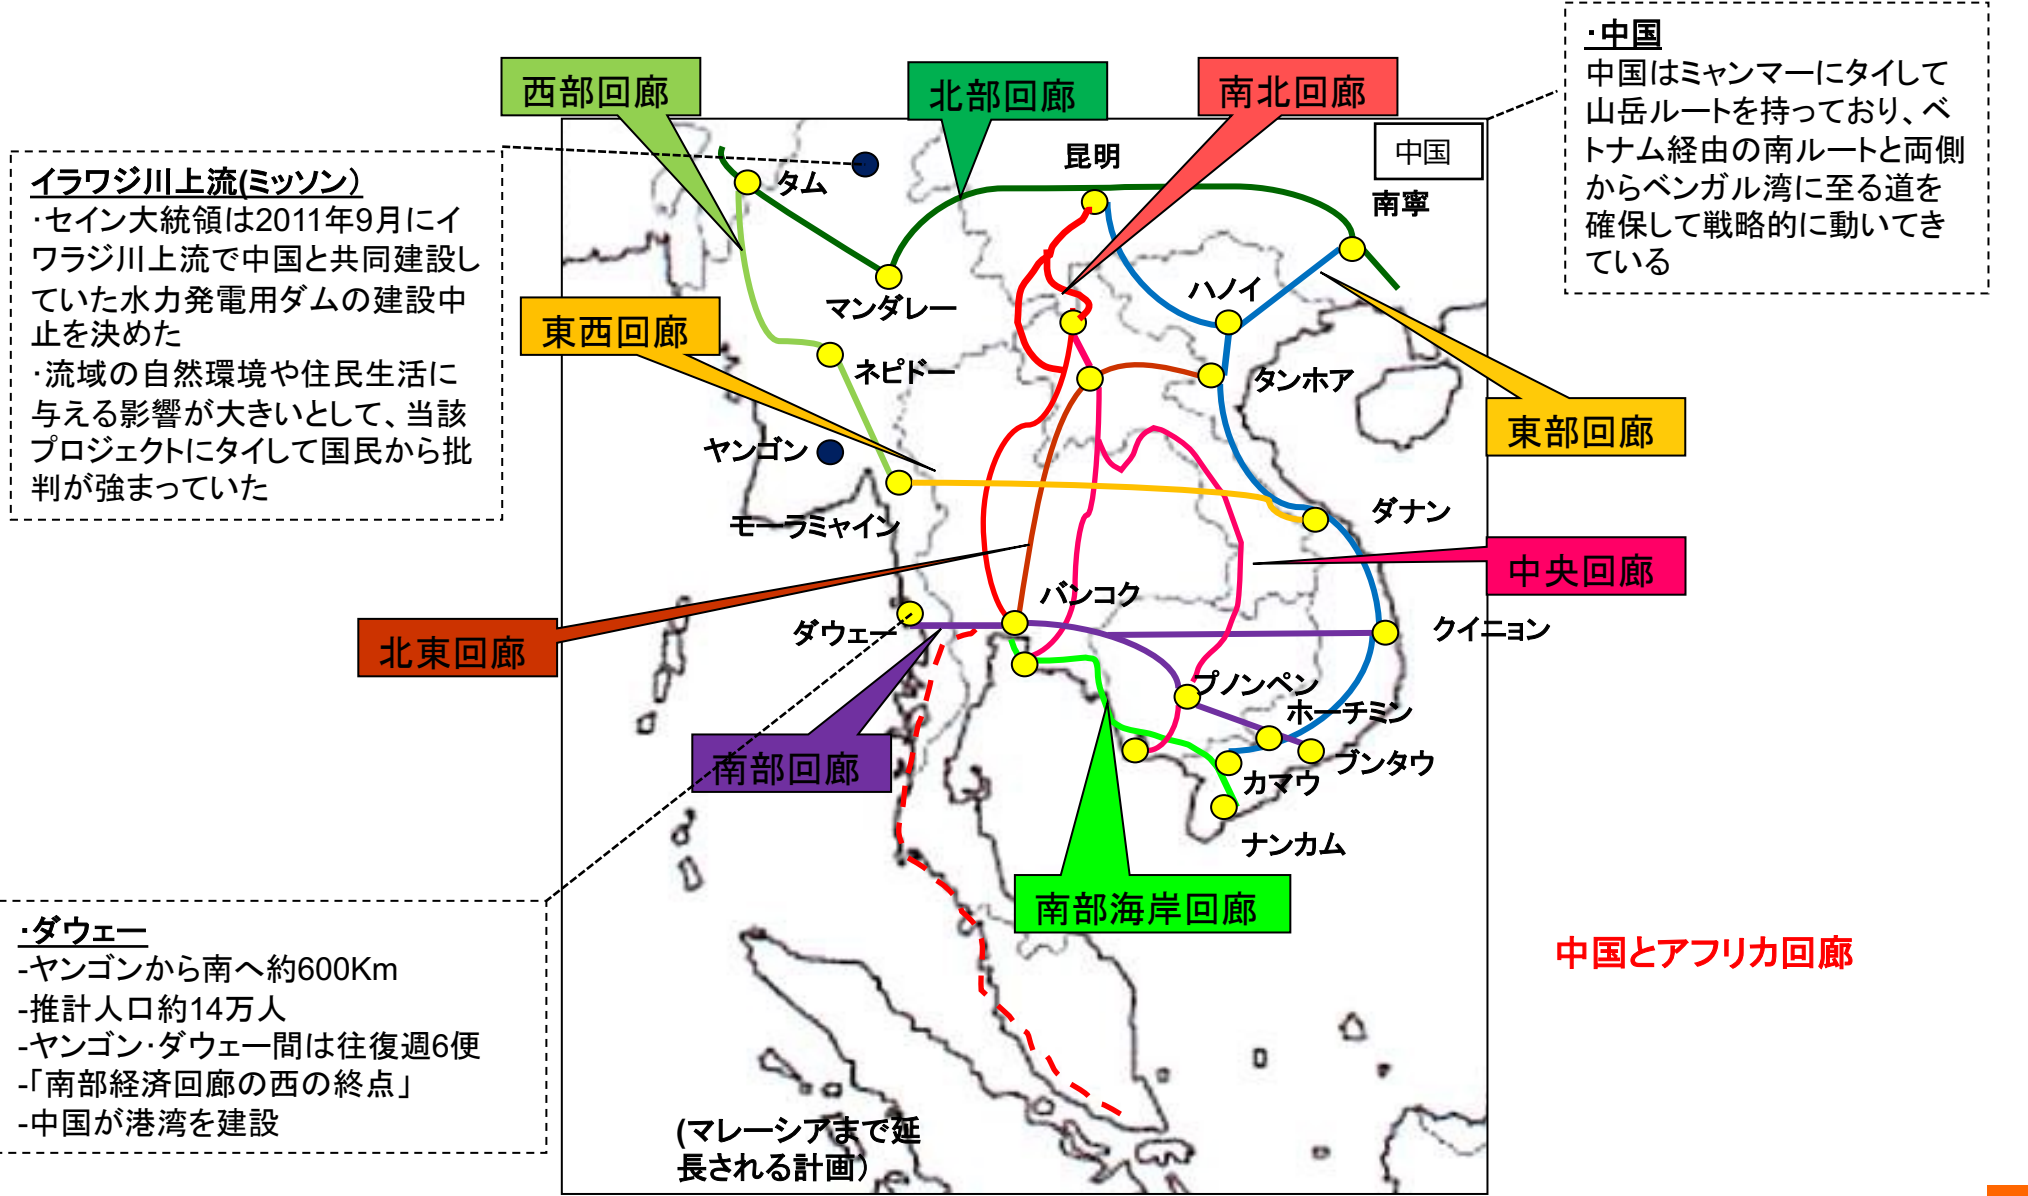 ・中国
中国はミャンマーにタイして
山岳ルートを持っており、ベ
トナム経由の南ルートと両側
からベンガル湾に至る道を
確保して戦略的に動いてき
ている
西部回廊
北部回廊
南北回廊
中国
昆明
南寧
タム
イラワジ川上流(ミッソン)
・セイン大統領は2011年9月にイ
ワラジ川上流で中国と共同建設し
ていた水力発電用ダムの建設中
止を決めた
・流域の自然環境や住民生活に
与える影響が大きいとして、当該
プロジェクトにタイして国民から批
判が強まっていた
マンダレー
ハノイ
東西回廊
ネピドー
タンホア
東部回廊
ヤンゴン
モーラミャイン
ダナン
中央回廊
バンコク
ダウェー
クイニョン
北東回廊
プノンペン
ホーチミン
南部回廊
ブンタウ
カマウ
ナンカム
南部海岸回廊
中国とアフリカ回廊
・ダウェー
-ヤンゴンから南へ約600Km
-推計人口約14万人
-ヤンゴン・ダウェー間は往復週6便
-「南部経済回廊の西の終点」
-中国が港湾を建設
(マレーシアまで延
長される計画)